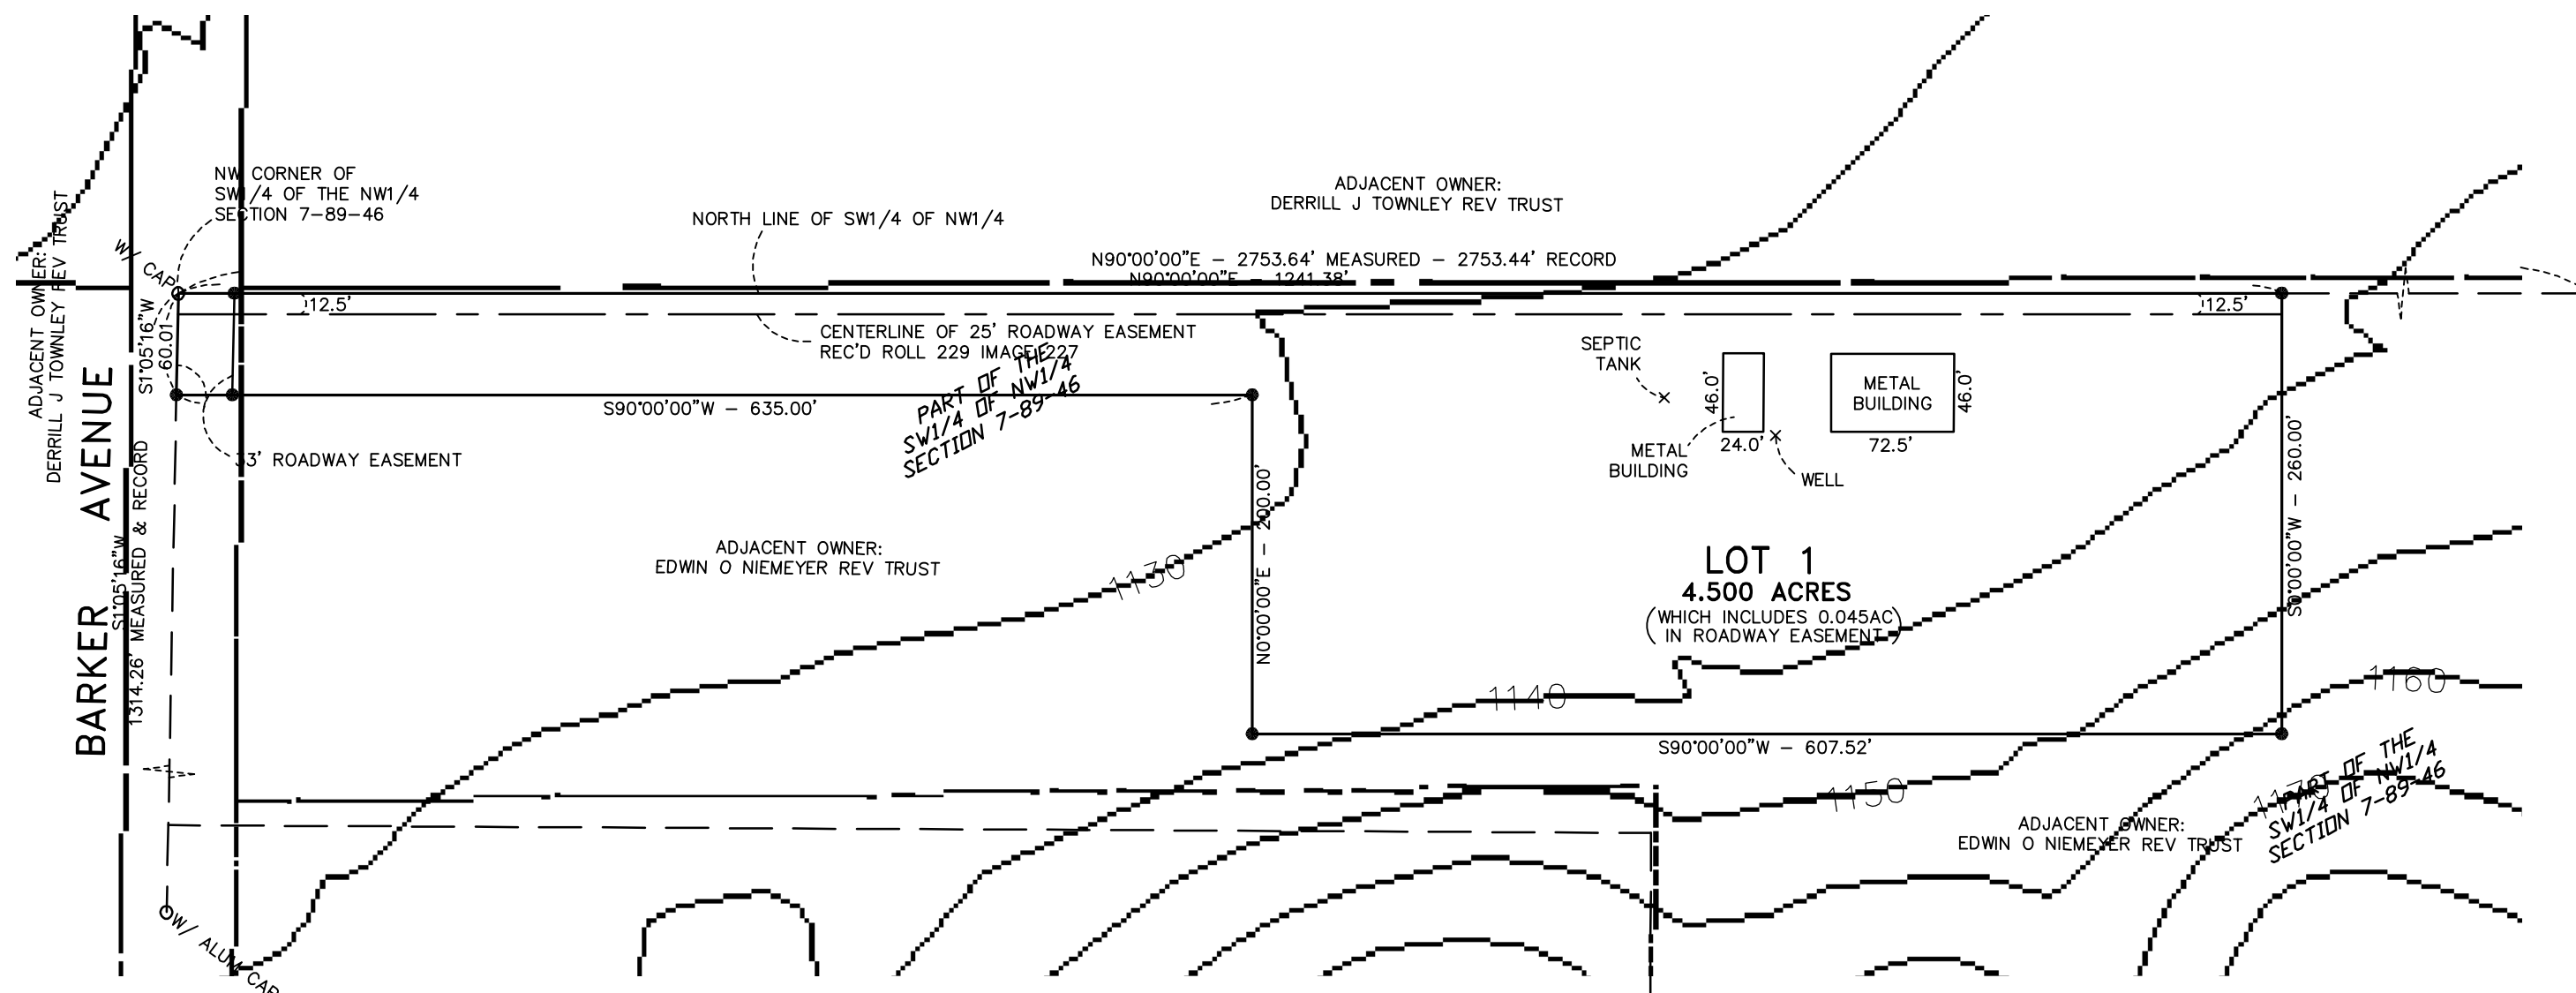 NW CORNER OF
SW1/4 OF THE NW1/4
SECTION 7-89-46
NORTH LINE OF SW1/4 OF NW1/4
ADJACENT OWNER:
DERRILL J TOWNLEY REV TRUST
N90°00'00"E - 2753.64' MEASURED - 2753.44' RECORD
N90°00'00"E - 1241.38'
W/ CAP
ADJACENT OWNER:
DERRILL J TOWNLEY REV TRUST
S1°05'16"W
60.01'
12.5'
12.5'
CENTERLINE OF 25' ROADWAY EASEMENT
REC'D ROLL 229 IMAGE 227
PART OF THE
SW1/4 OF NW1/4
SECTION 7-89-46
S90°00'00"W - 635.00'
33' ROADWAY EASEMENT
SEPTIC
TANK
46.0'
24.0'
METAL
BUILDING
METAL
BUILDING
46.0'
72.5'
WELL
BARKER AVENUE
S1°05'16"W
1314.26' MEASURED & RECORD
ADJACENT OWNER:
EDWIN O NIEMEYER REV TRUST
1130
N0°00'00"E - 200.00'
S0°00'00"W - 260.00'
LOT 1
4.500 ACRES
(WHICH INCLUDES 0.045AC
IN ROADWAY EASEMENT)
1140
1160
S90°00'00"W - 607.52'
1150
1170
PART OF THE
SW1/4 OF NW1/4
SECTION 7-89-46
ADJACENT OWNER:
EDWIN O NIEMEYER REV TRUST
W/ ALUM CAP